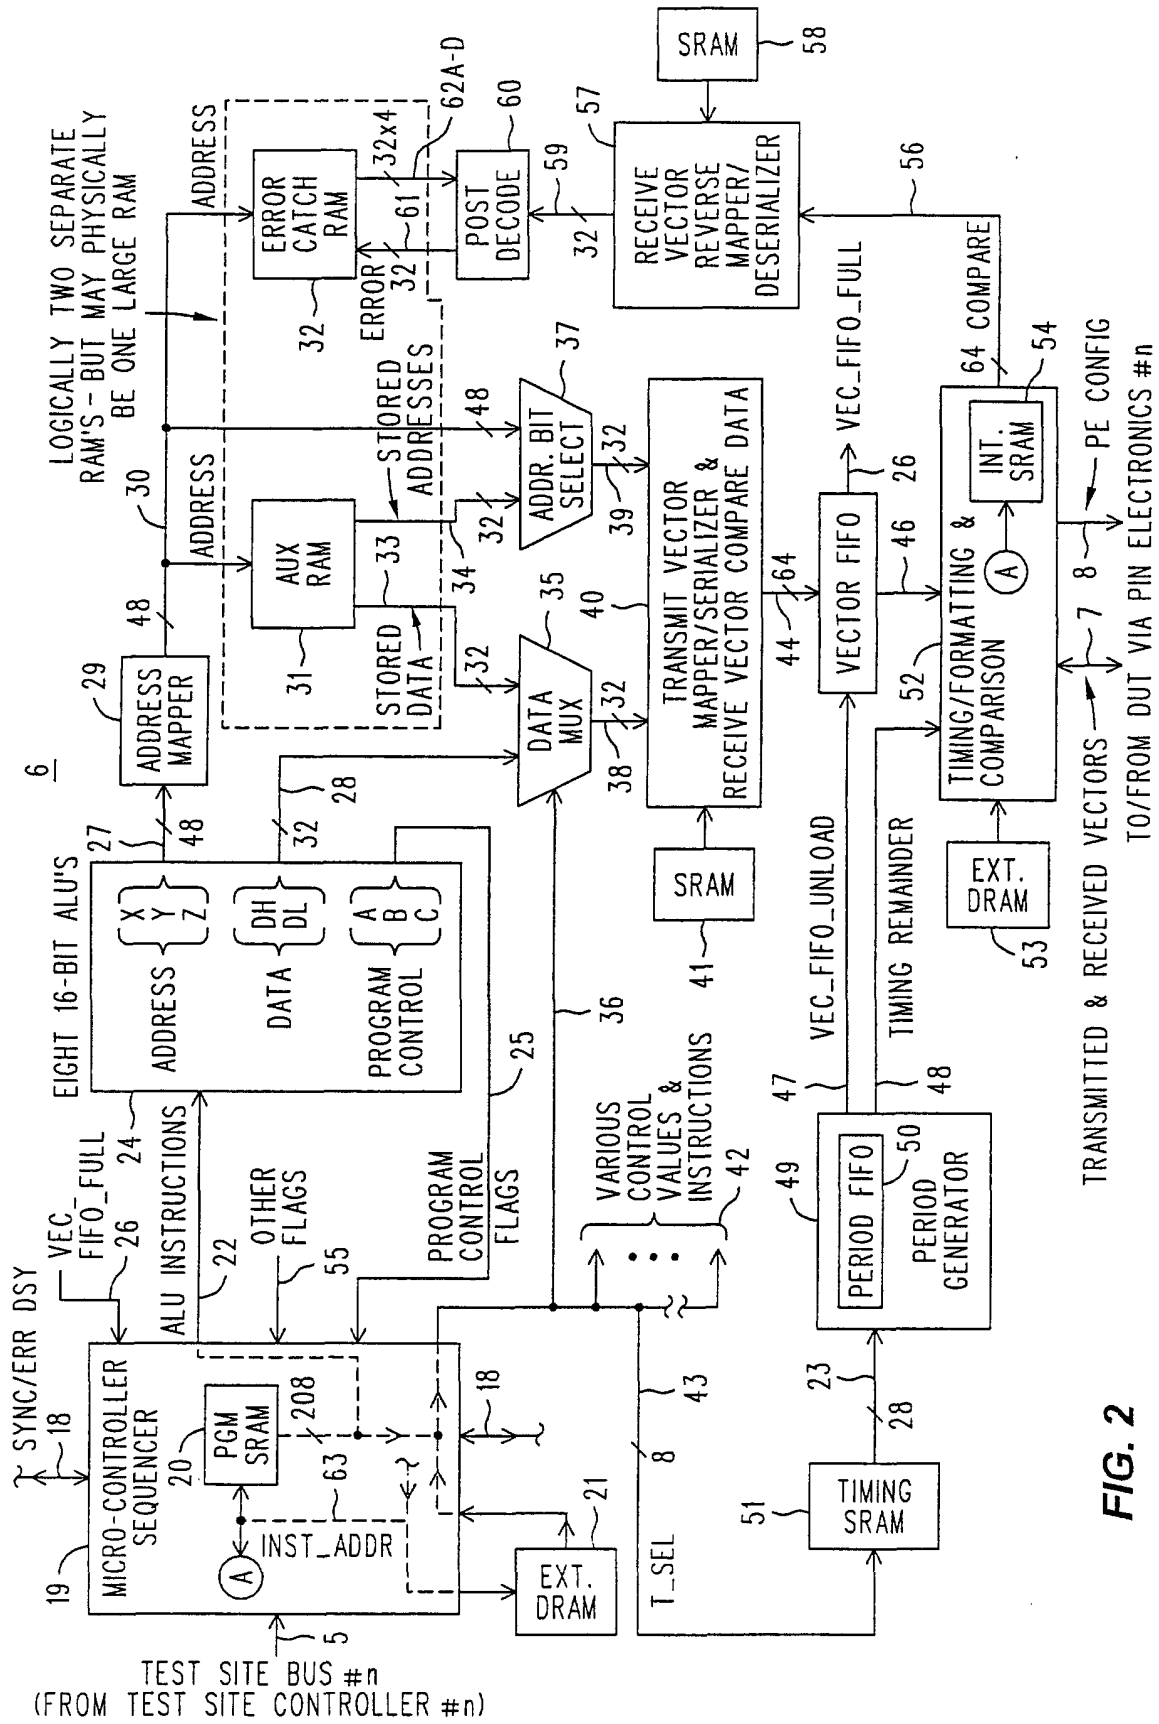 6
SYNC/ERR DSY
18
VEC_
FIFO_FULL
26
MICRO-CONTROLLER
SEQUENCER
19
20
PGM
SRAM
208
63
INST_ADDR
A
TEST SITE BUS #n
(FROM TEST SITE CONTROLLER #n)
5
ALU INSTRUCTIONS
22
OTHER
FLAGS
55
PROGRAM
CONTROL
FLAGS
25
18
EXT.
DRAM
21
EIGHT 16-BIT ALU'S
24
ADDRESS
X
Y
Z
DATA
DH
DL
PROGRAM
CONTROL
A
B
C
27
48
28
32
29
ADDRESS
MAPPER
48
30
ADDRESS
ADDRESS
LOGICALLY TWO SEPARATE
RAM'S - BUT MAY PHYSICALLY
BE ONE LARGE RAM
AUX
RAM
31
33
34
STORED
DATA
STORED
ADDRESSES
32
32
48
ERROR
CATCH
RAM
32
ERROR
32
61
32x4
62A-D
POST
DECODE
60
59
32
DATA
MUX
35
36
38
32
ADDR. BIT
SELECT
37
39
32
TRANSMIT VECTOR
MAPPER/SERIALIZER &
RECEIVE VECTOR COMPARE DATA
40
SRAM
41
RECEIVE
VECTOR
REVERSE
MAPPER/
DESERIALIZER
57
SRAM
58
VARIOUS
CONTROL
VALUES &
INSTRUCTIONS
42
43
8
T_SEL
44
64
VECTOR FIFO
26
VEC_FIFO_FULL
46
VEC_FIFO_UNLOAD
47
TIMING REMAINDER
48
49
PERIOD FIFO
50
PERIOD
GENERATOR
23
28
TIMING
SRAM
51
TIMING/FORMATTING &
COMPARISON
52
A
INT.
SRAM
54
64 COMPARE
56
EXT.
DRAM
53
7
8
PE CONFIG
TRANSMITTED & RECEIVED VECTORS
TO/FROM DUT VIA PIN ELECTRONICS #n
FIG. 2